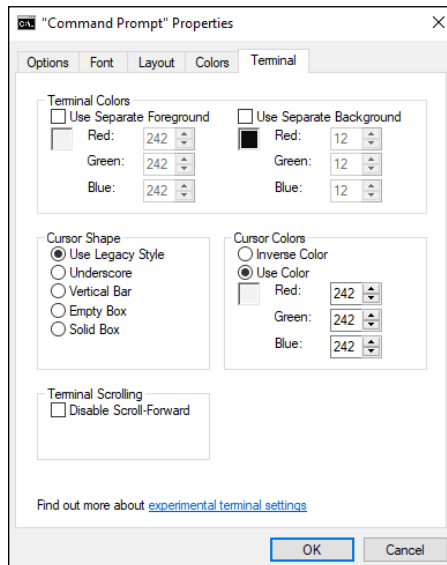 "Command Prompt" Properties
Options Font Layout Colors Terminal
Terminal Colors
Use Separate Foreground
Red: 242
Green: 242
Blue: 242
Use Separate Background
Red: 12
Green: 12
Blue: 12
Cursor Shape
Use Legacy Style
Underscore
Vertical Bar
Empty Box
Solid Box
Cursor Colors
Inverse Color
Use Color
Red: 242
Green: 242
Blue: 242
Terminal Scrolling
Disable Scroll-Forward
Find out more about experimental terminal settings
OK Cancel